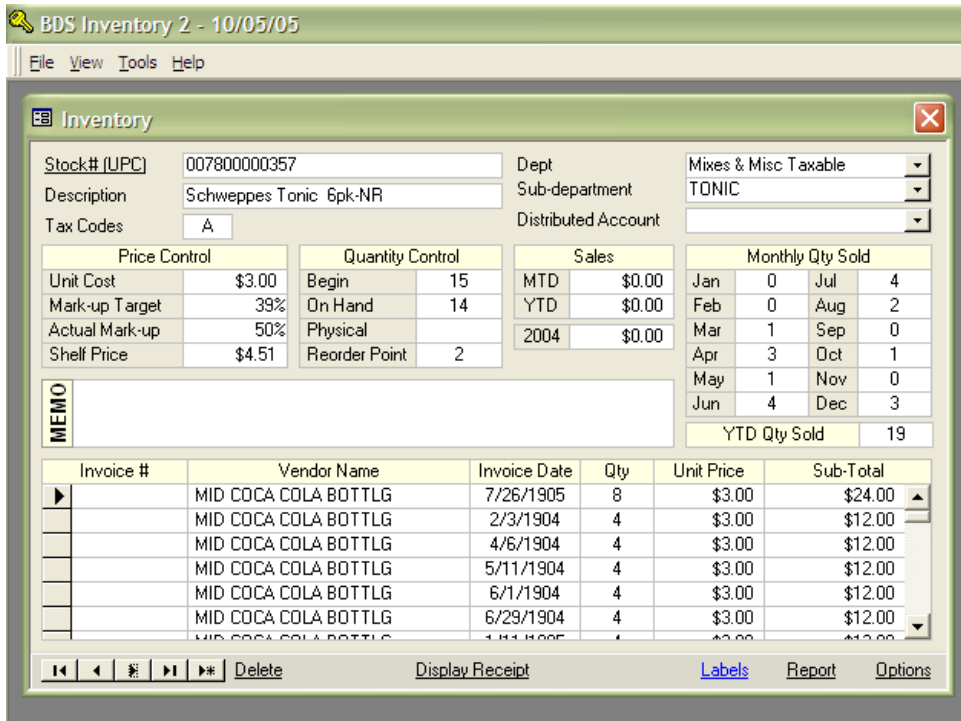 BDS Inventory 2 - 10/05/05
File View Tools Help
Inventory
Stock# (UPC) 007800000357 Dept Mixes & Misc Taxable
Description Schweppes Tonic 6pk-NR Sub-department TONIC
Tax Codes A Distributed Account
Price Control Quantity Control Sales Monthly Qty Sold
Unit Cost $3.00 Begin 15 MTD $0.00 Jan 0 Jul 4
Mark-up Target 39% On Hand 14 YTD $0.00 Feb 0 Aug 2
Actual Mark-up 50% Physical 2004 $0.00 Mar 1 Sep 0
Shelf Price $4.51 Reorder Point 2 Apr 3 Oct 1
May 1 Nov 0
MEMO Jun 4 Dec 3
YTD Qty Sold 19
Invoice # Vendor Name Invoice Date Qty Unit Price Sub-Total
MID COCA COLA BOTTLG 7/26/1905 8 $3.00 $24.00
MID COCA COLA BOTTLG 2/3/1904 4 $3.00 $12.00
MID COCA COLA BOTTLG 4/6/1904 4 $3.00 $12.00
MID COCA COLA BOTTLG 5/11/1904 4 $3.00 $12.00
MID COCA COLA BOTTLG 6/1/1904 4 $3.00 $12.00
MID COCA COLA BOTTLG 6/29/1904 4 $3.00 $12.00
Delete Display Receipt Labels Report Options